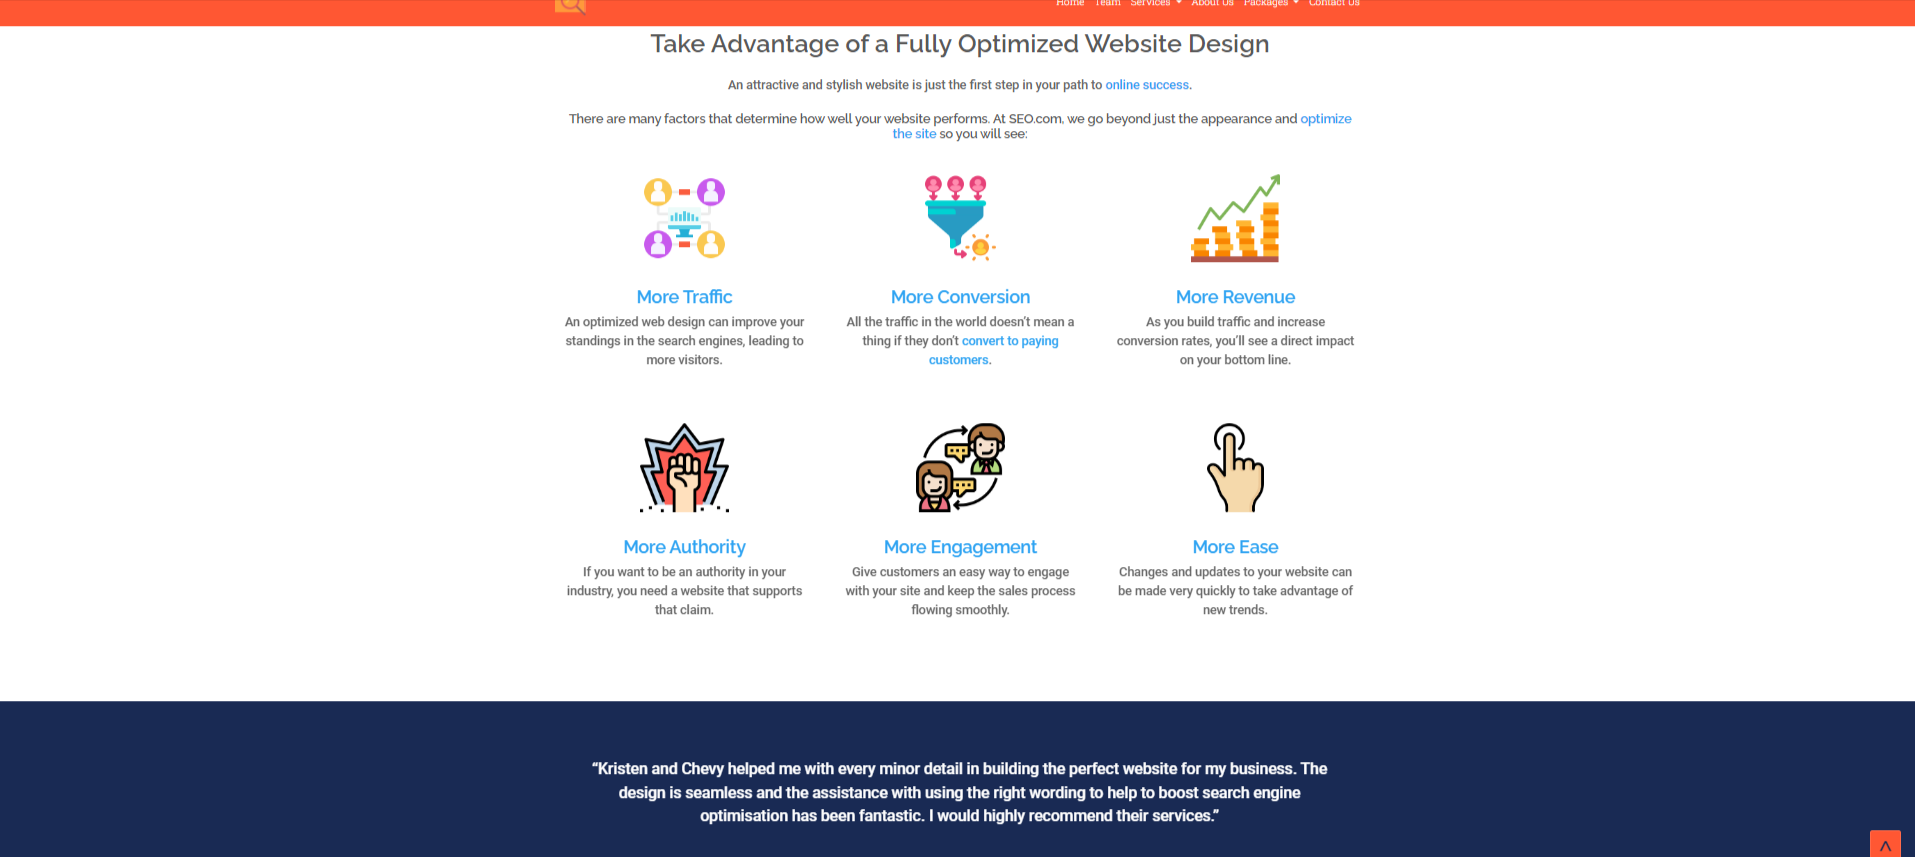 Home Team Services About Us Packages Contact Us
Take Advantage of a Fully Optimized Website Design
An attractive and stylish website is just the first step in your path to online success.
There are many factors that determine how well your website performs. At SEO.com, we go beyond just the appearance and optimize
the site so you will see:
More Traffic
An optimized web design can improve your
standings in the search engines, leading to
more visitors.
More Conversion
All the traffic in the world doesn't mean a
thing if they don't convert to paying
customers.
More Revenue
As you build traffic and increase
conversion rates, you'll see a direct impact
on your bottom line.
More Authority
If you want to be an authority in your
industry, you need a website that supports
that claim.
More Engagement
Give customers an easy way to engage
with your site and keep the sales process
flowing smoothly.
More Ease
Changes and updates to your website can
be made very quickly to take advantage of
new trends.
“Kristen and Chevy helped me with every minor detail in building the perfect website for my business. The
design is seamless and the assistance with using the right wording to help to boost search engine
optimisation has been fantastic. I would highly recommend their services.”